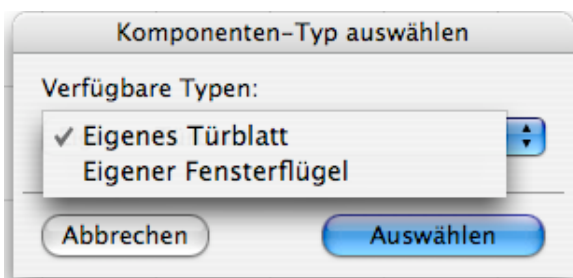 Komponenten-Typ auswählen
Verfügbare Typen:
✓ Eigenes Türblatt
Eigener Fensterflügel
Abbrechen
Auswählen